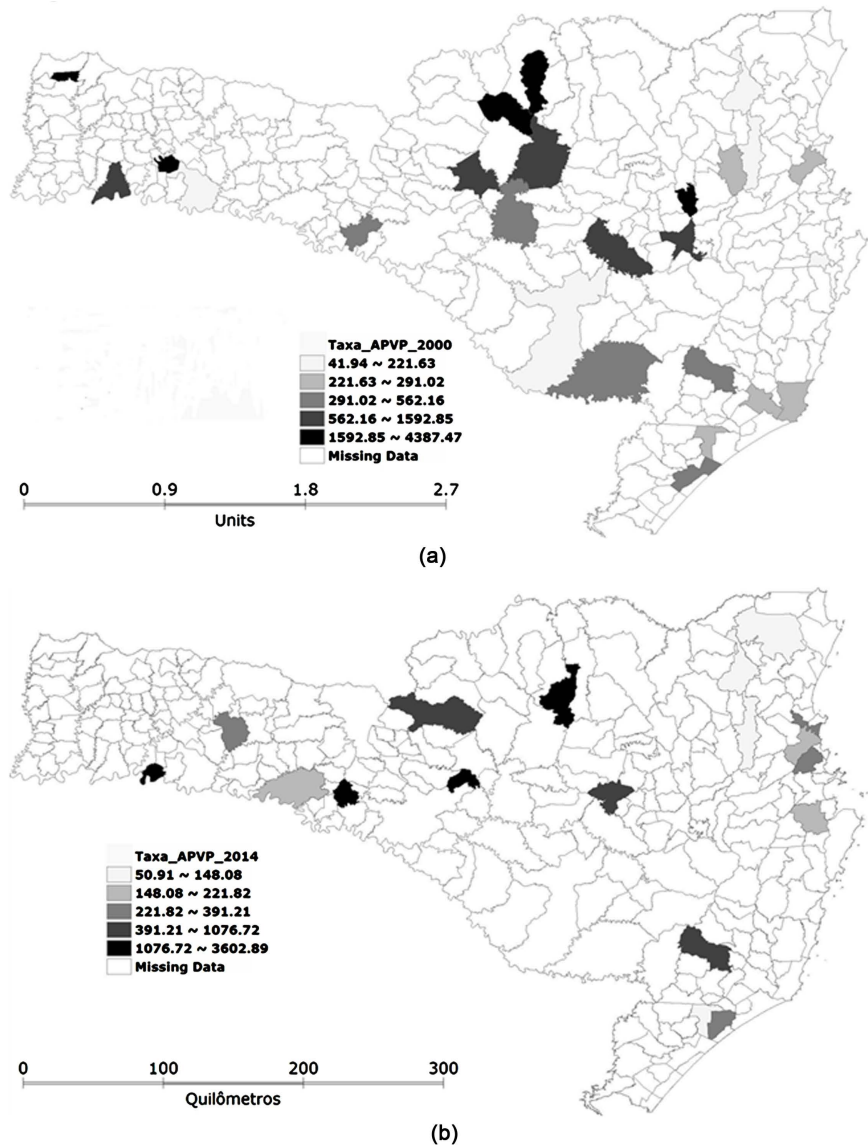 Taxa_APVP_2000
41.94 ~ 221.63
221.63 ~ 291.02
291.02 ~ 562.16
562.16 ~ 1592.85
1592.85 ~ 4387.47
Missing Data
0 0.9 1.8 2.7
Units
(a)
Taxa_APVP_2014
50.91 ~ 148.08
148.08 ~ 221.82
221.82 ~ 391.21
391.21 ~ 1076.72
1076.72 ~ 3602.89
Missing Data
0 100 200 300
Quilômetros
(b)